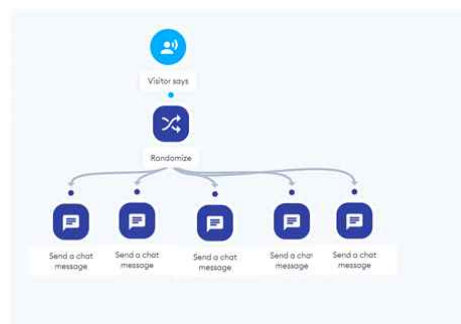 Visitor says
Randomize
Send a chat
message
Send a chat
message
Send a chat
message
Send a chat
message
Send a chat
message